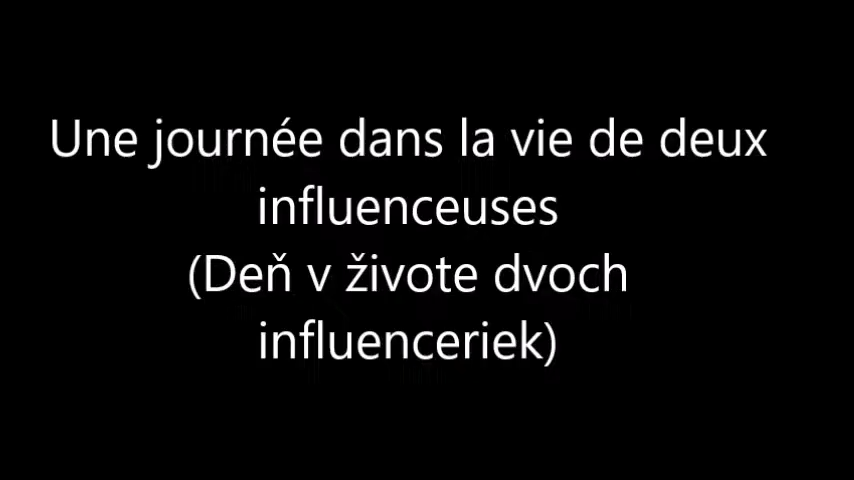 Une journée dans la vie de deux
influenceuses
(Deň v živote dvoch
influenceriek)